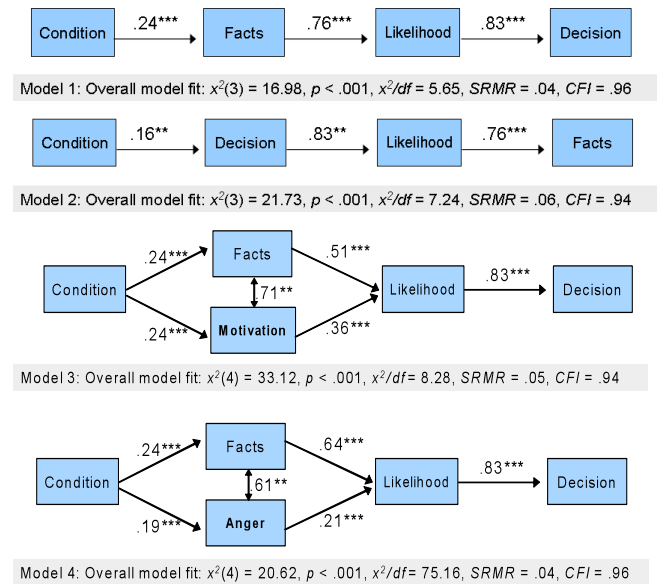 .24*** .76*** .83***
Condition Facts Likelihood Decision
Model 1: Overall model fit: x²(3) = 16.98, p < .001, x²/df = 5.65, SRMR = .04, CFI = .96
.16** .83** .76***
Condition Decision Likelihood Facts
Model 2: Overall model fit: x²(3) = 21.73, p < .001, x²/df = 7.24, SRMR = .06, CFI = .94
.24*** Facts .51***
Condition .71** Likelihood .83*** Decision
.24*** Motivation .36***
Model 3: Overall model fit: x²(4) = 33.12, p < .001, x²/df = 8.28, SRMR = .05, CFI = .94
.24*** Facts .64***
Condition .61** Likelihood .83*** Decision
.19*** Anger .21***
Model 4: Overall model fit: x²(4) = 20.62, p < .001, x²/df = 75.16, SRMR = .04, CFI = .96